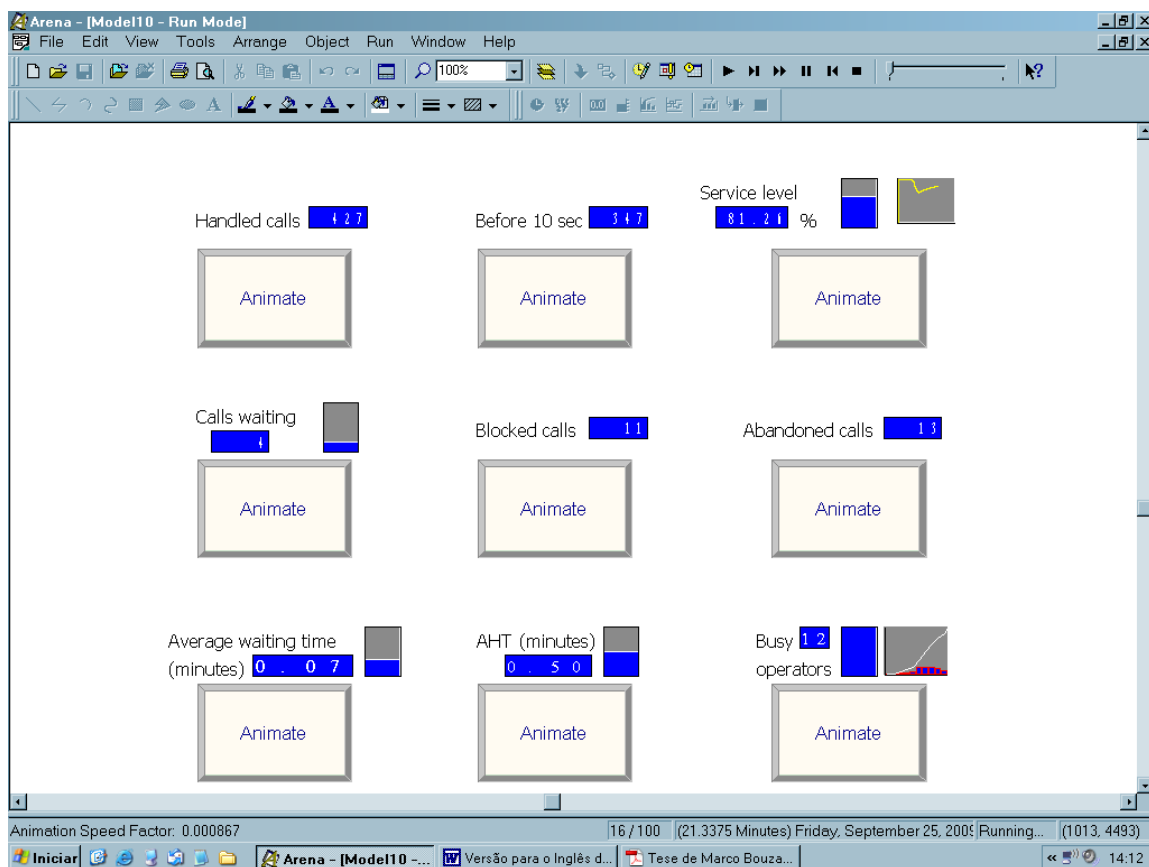 Arena - [Model10 - Run Mode]
File Edit View Tools Arrange Object Run Window Help
100%
Service level
Handled calls 427 Before 10 sec 347 81.26 %
Animate Animate Animate
Calls waiting
4
Blocked calls 11 Abandoned calls 13
Animate Animate Animate
Average waiting time
(minutes) 0.07
AHT (minutes)
0.50
Busy 12
operators
Animate Animate Animate
Animation Speed Factor: 0.000867 16 / 100 (21.3375 Minutes) Friday, September 25, 2009 Running... (1013, 4493)
Iniciar Arena - [Model10 -... Versão para o Inglês d... Tese de Marco Bouza... « 14:12